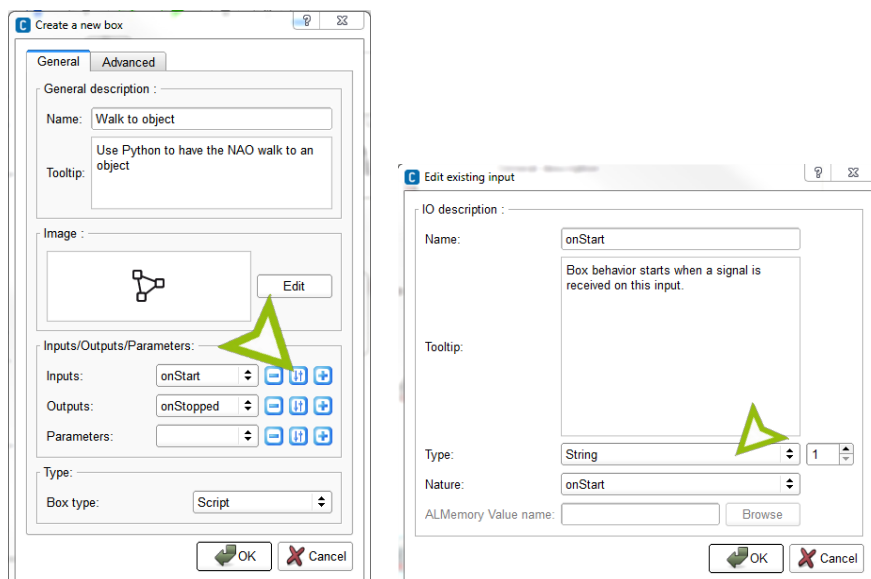 Create a new box
General Advanced
General description :
Name: Walk to object
Tooltip: Use Python to have the NAO walk to an
object
Image :
Edit
Inputs/Outputs/Parameters:
Inputs: onStart
Outputs: onStopped
Parameters:
Type:
Box type: Script
OK Cancel
Edit existing input
IO description :
Name: onStart
Tooltip: Box behavior starts when a signal is
received on this input.
Type: String 1
Nature: onStart
ALMemory Value name: Browse
OK Cancel